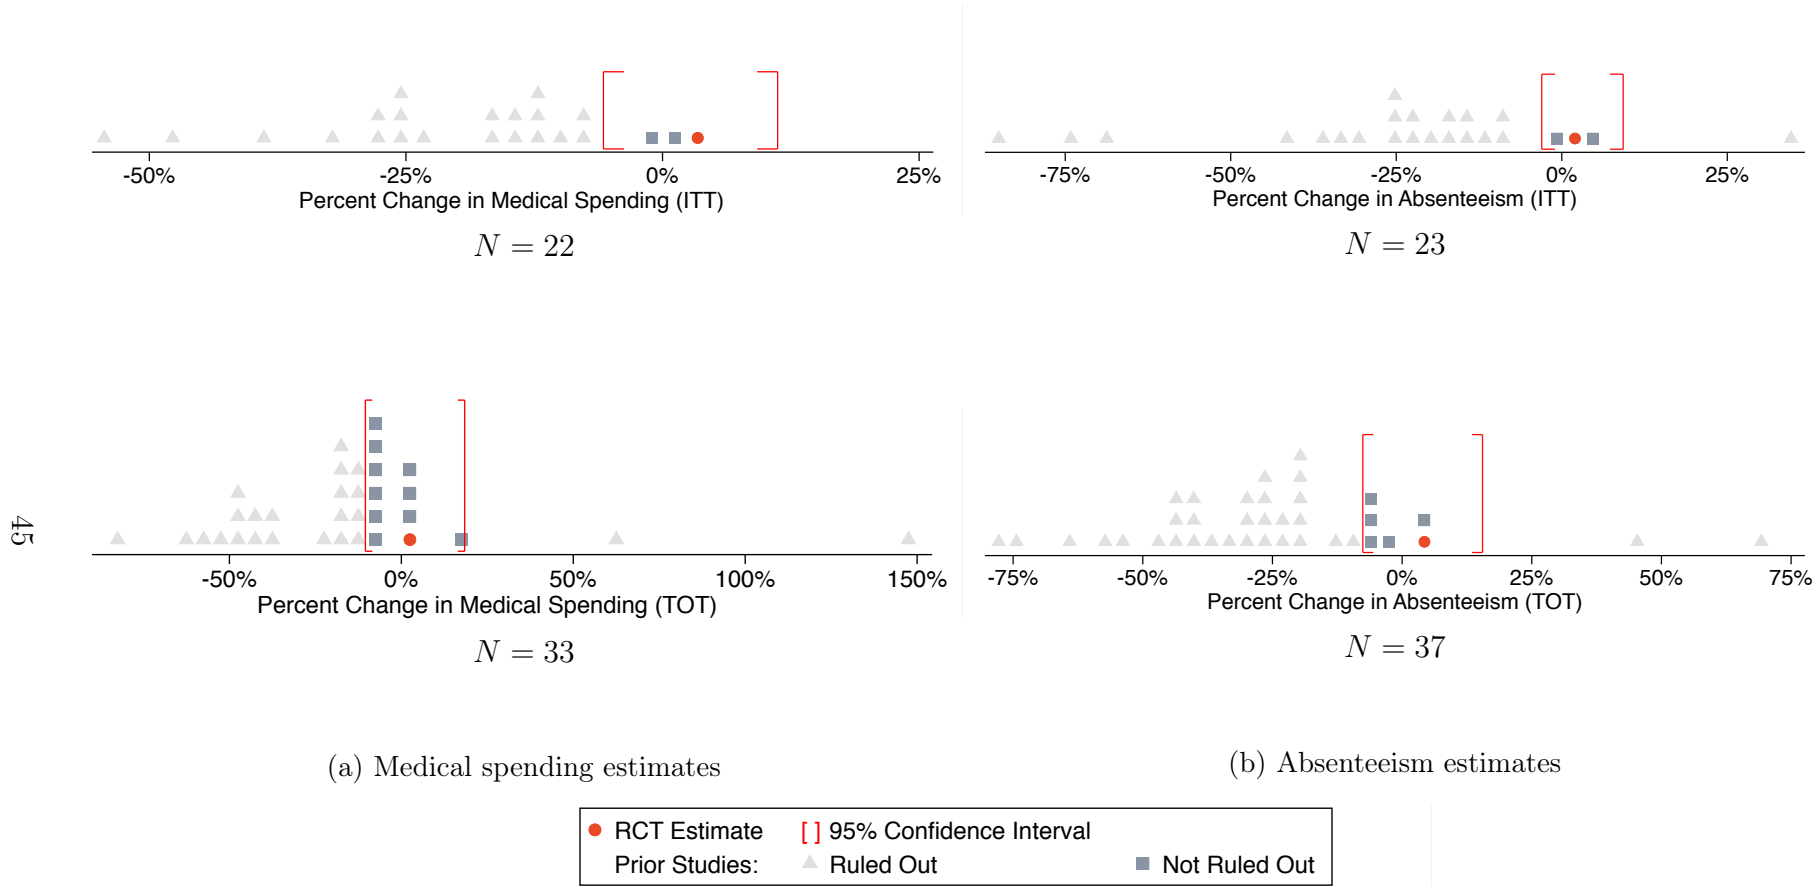 -50% -25% 0% 25%
Percent Change in Medical Spending (ITT)
N = 22
-75% -50% -25% 0% 25%
Percent Change in Absenteeism (ITT)
N = 23
-50% 0% 50% 100% 150%
Percent Change in Medical Spending (TOT)
N = 33
-75% -50% -25% 0% 25% 50% 75%
Percent Change in Absenteeism (TOT)
N = 37
45
(a) Medical spending estimates
(b) Absenteeism estimates
RCT Estimate [ ] 95% Confidence Interval
Prior Studies: Ruled Out Not Ruled Out